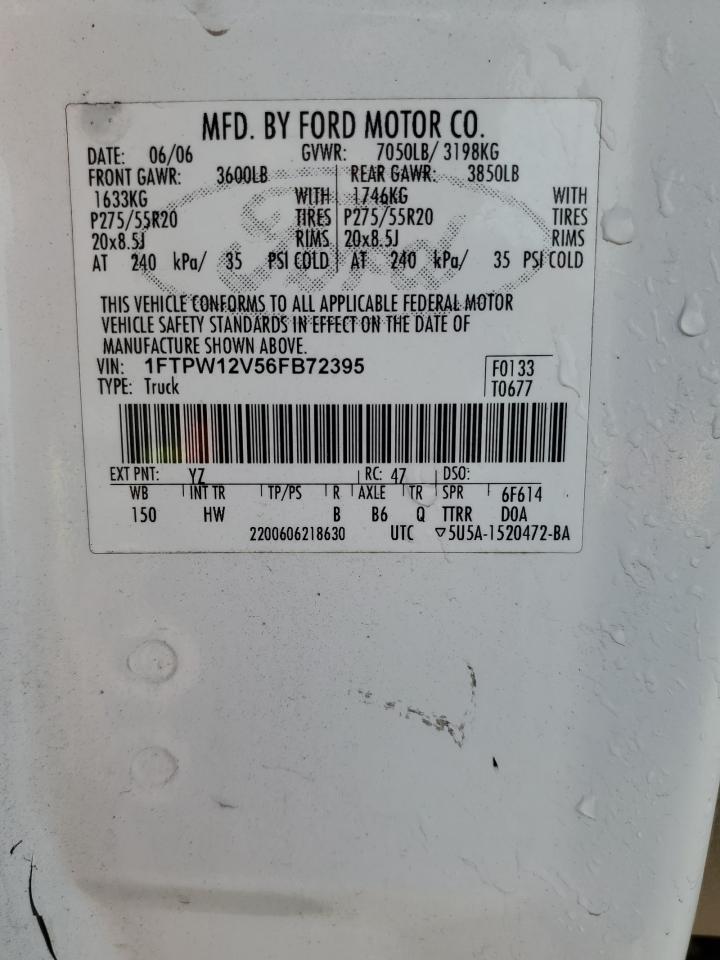 MFD. BY FORD MOTOR CO.
DATE: 06/06 GVWR: 7050LB/ 3198KG
FRONT GAWR: 3600LB REAR GAWR: 3850LB
1633KG WITH 1746KG WITH
P275/55R20 TIRES P275/55R20 TIRES
20x8.5J RIMS 20x8.5J RIMS
AT 240 kPa/ 35 PSI COLD AT 240 kPa/ 35 PSI COLD
Ford
THIS VEHICLE CONFORMS TO ALL APPLICABLE FEDERAL MOTOR
VEHICLE SAFETY STANDARDS IN EFFECT ON THE DATE OF
MANUFACTURE SHOWN ABOVE.
VIN: 1FTPW12V56FB72395 F0133
TYPE: Truck T0677
EXT PNT: YZ RC: 47 DSO:
WB INT TR TP/PS R AXLE TR SPR 6F614
150 HW B B6 Q TTRR DOA
2200606218630 UTC ▽5U5A-1520472-BA